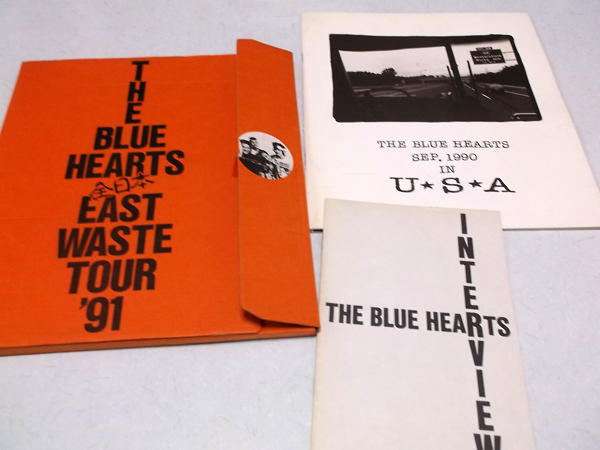 THE
BLUE
HEARTS
全日本
EAST
WASTE
TOUR
'91
THE BLUE HEARTS
SEP. 1990
IN
U★S★A
INTERVIEW
THE BLUE HEARTS